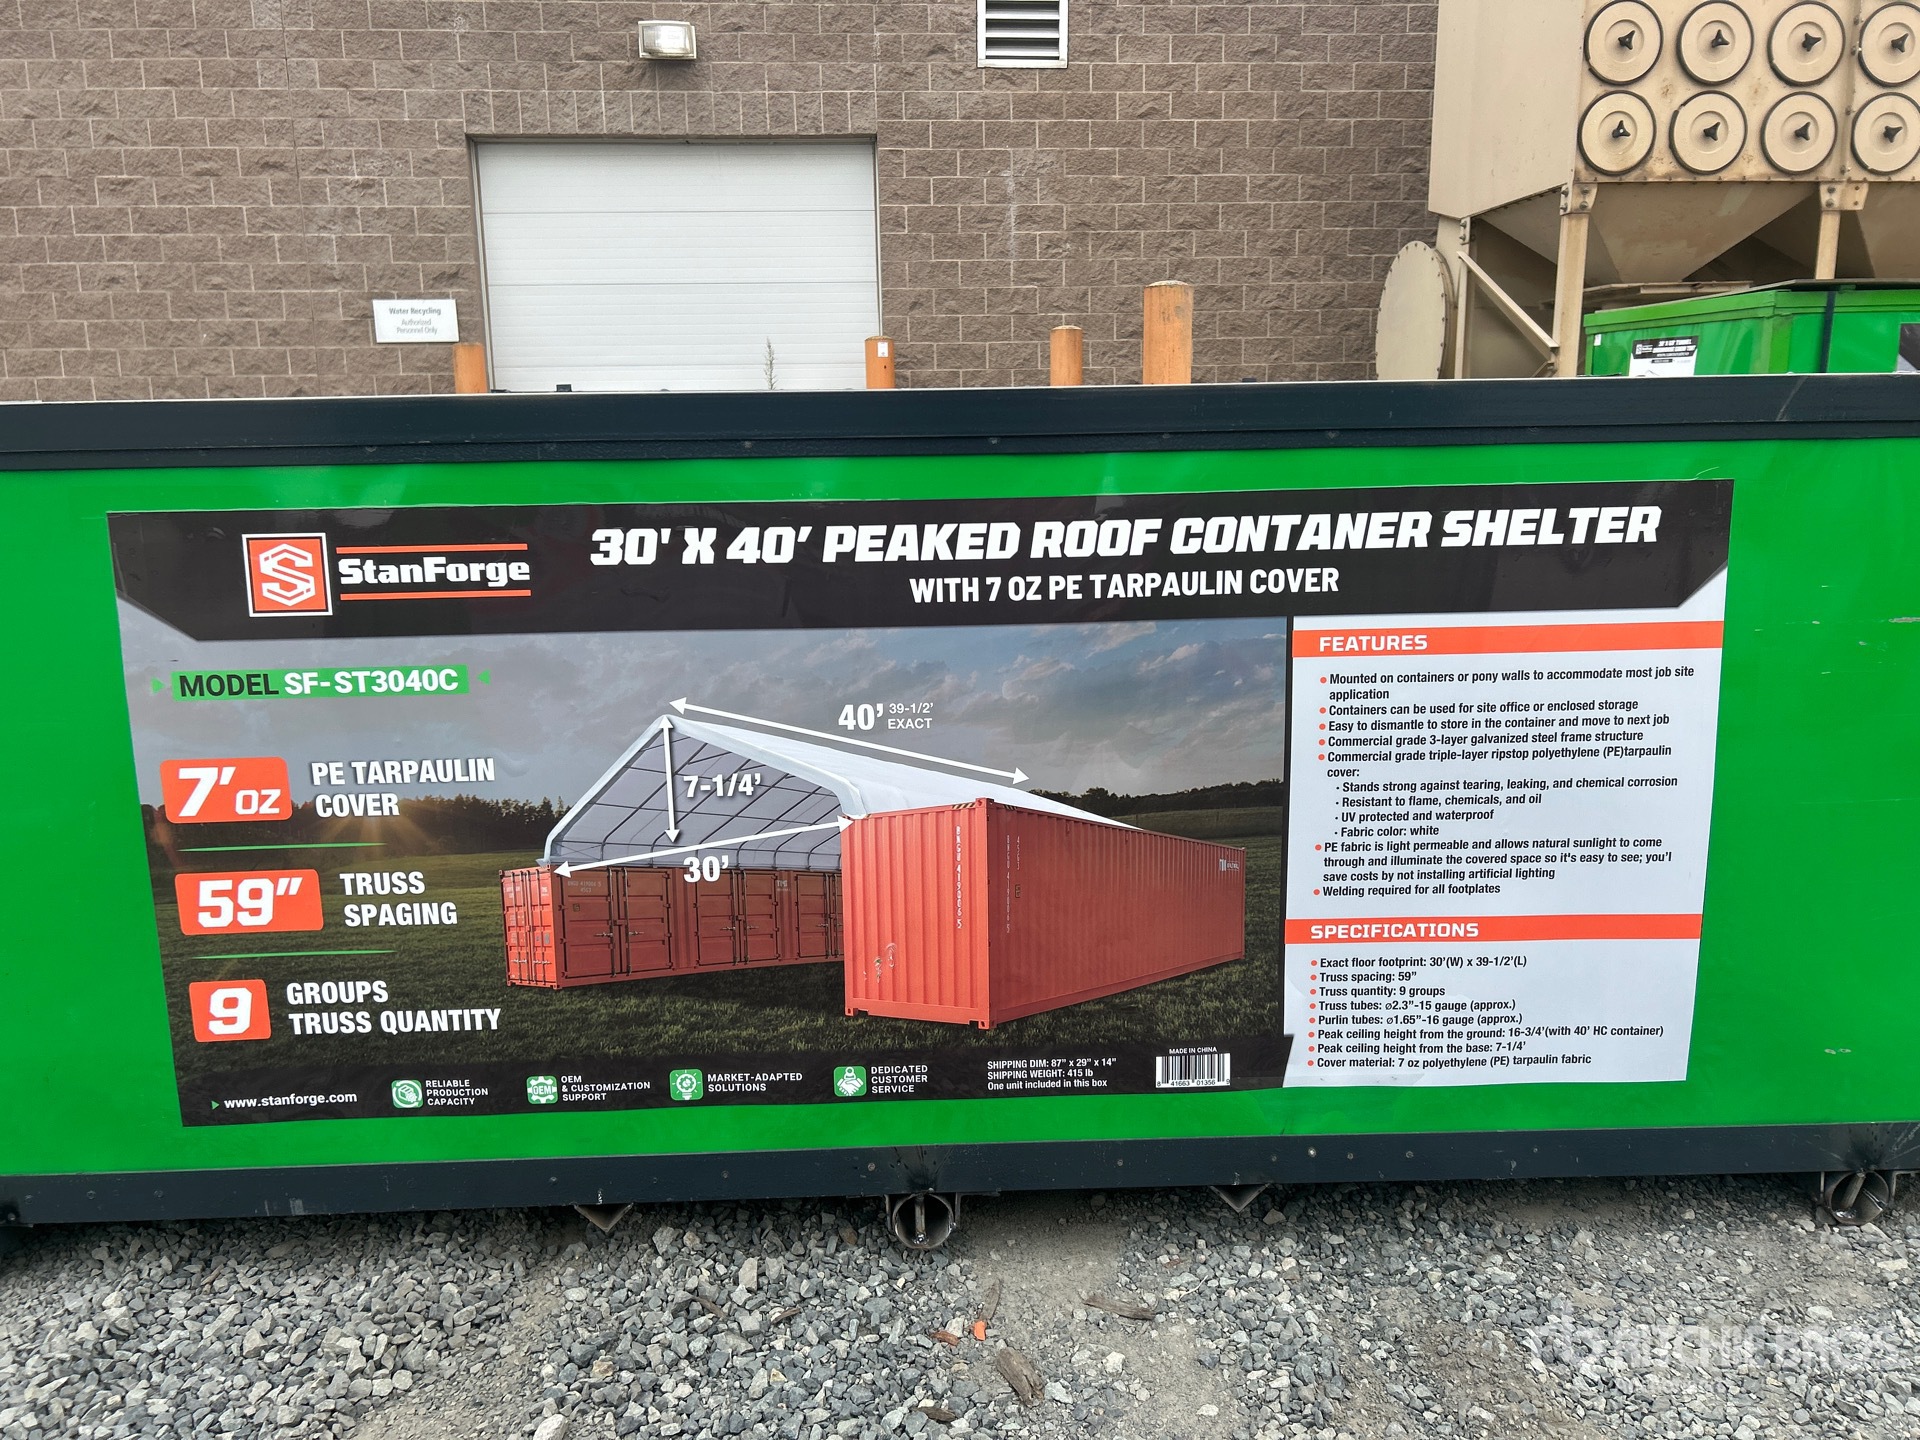 Water Recycling
Authorized
Personnel Only
StanForge
30' X 40' PEAKED ROOF CONTANER SHELTER
WITH 7 OZ PE TARPAULIN COVER
MODEL SF-ST3040C
7' OZ
PE TARPAULIN
COVER
59"
TRUSS
SPAGING
9
GROUPS
TRUSS QUANTITY
40' 39-1/2'
EXACT
7-1/4'
30'
FEATURES
• Mounted on containers or pony walls to accommodate most job site
application
• Containers can be used for site office or enclosed storage
• Easy to dismantle to store in the container and move to next job
• Commercial grade 3-layer galvanized steel frame structure
• Commercial grade triple-layer ripstop polyethylene (PE)tarpaulin
cover:
· Stands strong against tearing, leaking, and chemical corrosion
· Resistant to flame, chemicals, and oil
· UV protected and waterproof
· Fabric color: white
• PE fabric is light permeable and allows natural sunlight to come
through and illuminate the covered space so it's easy to see; you'l
save costs by not installing artificial lighting
• Welding required for all footplates
SPECIFICATIONS
• Exact floor footprint: 30'(W) x 39-1/2'(L)
• Truss spacing: 59"
• Truss quantity: 9 groups
• Truss tubes: ø2.3"-15 gauge (approx.)
• Purlin tubes: ø1.65"-16 gauge (approx.)
• Peak ceiling height from the ground: 16-3/4'(with 40' HC container)
• Peak ceiling height from the base: 7-1/4'
• Cover material: 7 oz polyethylene (PE) tarpaulin fabric
www.stanforge.com
RELIABLE
PRODUCTION
CAPACITY
OEM
OEM
& CUSTOMIZATION
SUPPORT
MARKET-ADAPTED
SOLUTIONS
DEDICATED
CUSTOMER
SERVICE
SHIPPING DIM: 87" x 29" x 14"
SHIPPING WEIGHT: 415 lb
One unit included in this box
MADE IN CHINA
8 41663 01356 9